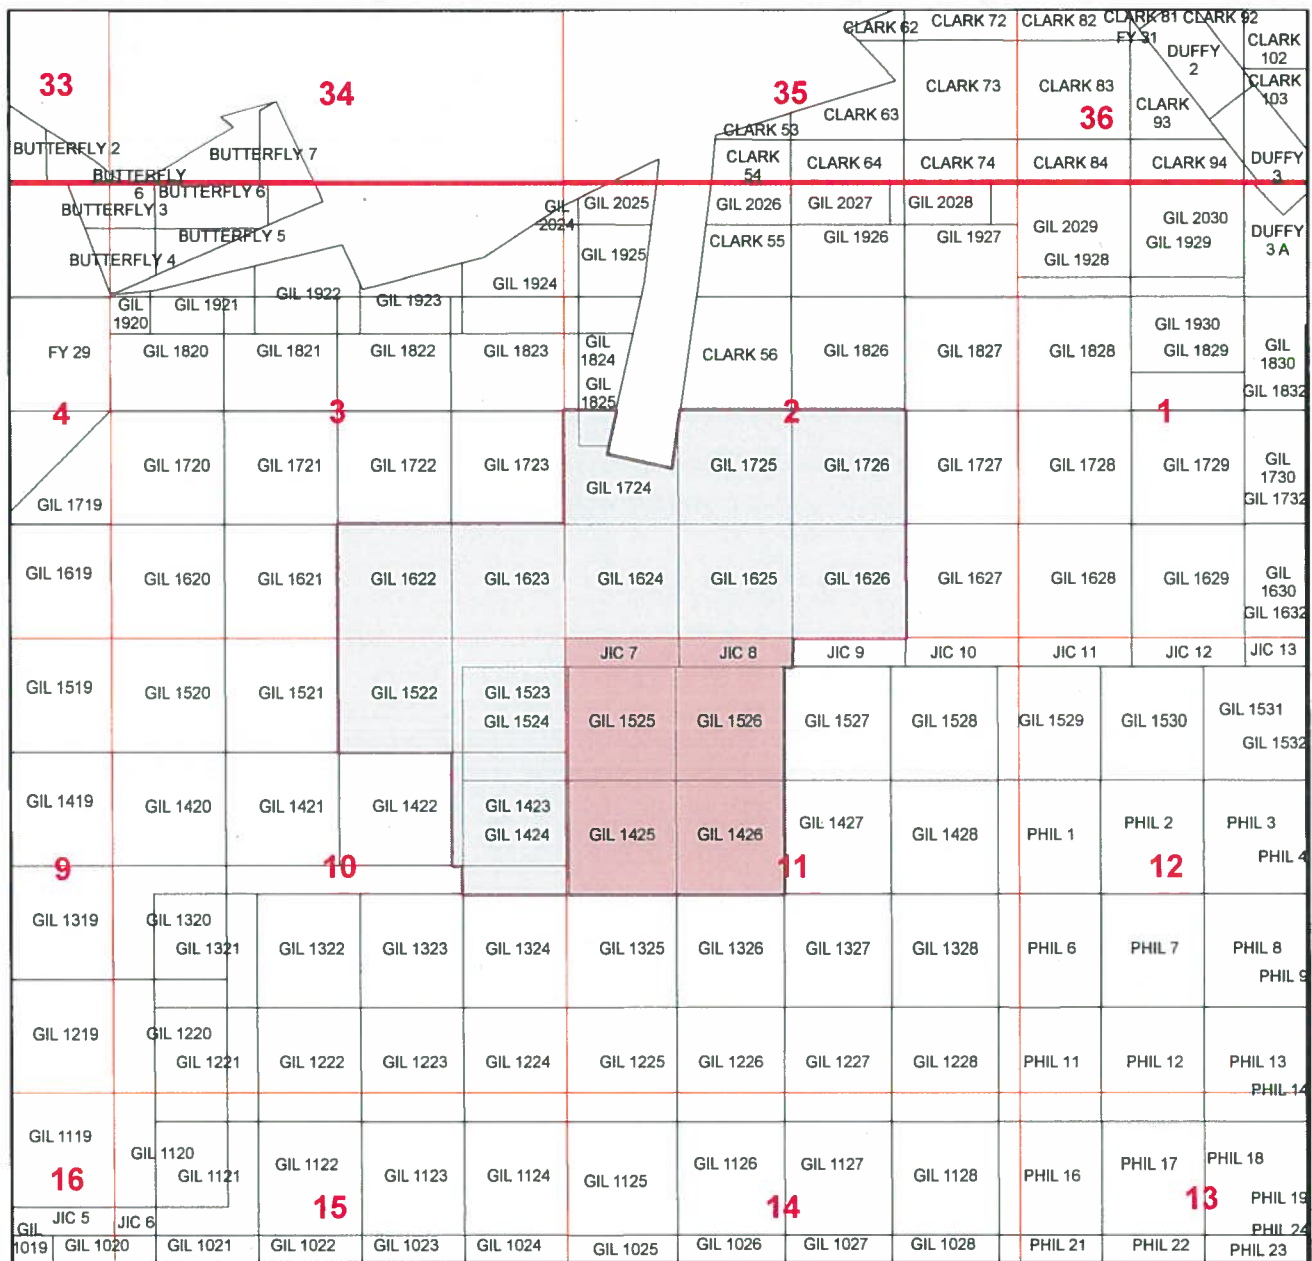 CLARK 62
CLARK 72
CLARK 82
CLARK 81
CLARK 92
FY 31
DUFFY
2
CLARK
102
33
34
35
CLARK 73
CLARK 83
CLARK
103
36
CLARK
93
CLARK 63
CLARK 53
BUTTERFLY 2
BUTTERFLY 7
CLARK
54
CLARK 64
CLARK 74
CLARK 84
CLARK 94
DUFFY
3
BUTTERFLY
6
BUTTERFLY 6
BUTTERFLY 3
BUTTERFLY 5
BUTTERFLY 4
GIL
2024
GIL 2025
GIL 2026
GIL 2027
GIL 2028
GIL 2029
GIL 2030
DUFFY
3 A
GIL 1925
CLARK 55
GIL 1926
GIL 1927
GIL 1928
GIL 1929
GIL
1920
GIL 1921
GIL 1922
GIL 1923
GIL 1924
FY 29
GIL 1820
GIL 1821
GIL 1822
GIL 1823
GIL
1824
GIL
1825
CLARK 56
GIL 1826
GIL 1827
GIL 1828
GIL 1930
GIL 1829
GIL
1830
GIL 1832
4
3
2
1
GIL 1719
GIL 1720
GIL 1721
GIL 1722
GIL 1723
GIL 1724
GIL 1725
GIL 1726
GIL 1727
GIL 1728
GIL 1729
GIL
1730
GIL 1732
GIL 1619
GIL 1620
GIL 1621
GIL 1622
GIL 1623
GIL 1624
GIL 1625
GIL 1626
GIL 1627
GIL 1628
GIL 1629
GIL
1630
GIL 1632
JIC 7
JIC 8
JIC 9
JIC 10
JIC 11
JIC 12
JIC 13
GIL 1519
GIL 1520
GIL 1521
GIL 1522
GIL 1523
GIL 1524
GIL 1525
GIL 1526
GIL 1527
GIL 1528
GIL 1529
GIL 1530
GIL 1531
GIL 1532
GIL 1419
GIL 1420
GIL 1421
GIL 1422
GIL 1423
GIL 1424
GIL 1425
GIL 1426
GIL 1427
GIL 1428
PHIL 1
PHIL 2
PHIL 3
PHIL 4
9
10
11
12
GIL 1319
GIL 1320
GIL 1321
GIL 1322
GIL 1323
GIL 1324
GIL 1325
GIL 1326
GIL 1327
GIL 1328
PHIL 6
PHIL 7
PHIL 8
PHIL 9
GIL 1219
GIL 1220
GIL 1221
GIL 1222
GIL 1223
GIL 1224
GIL 1225
GIL 1226
GIL 1227
GIL 1228
PHIL 11
PHIL 12
PHIL 13
PHIL 14
GIL 1119
GIL 1120
GIL 1121
GIL 1122
GIL 1123
GIL 1124
GIL 1125
GIL 1126
GIL 1127
GIL 1128
PHIL 16
PHIL 17
PHIL 18
PHIL 19
16
15
14
13
JIC 5
JIC 6
PHIL 24
GIL
1019
GIL 1020
GIL 1021
GIL 1022
GIL 1023
GIL 1024
GIL 1025
GIL 1026
GIL 1027
GIL 1028
PHIL 21
PHIL 22
PHIL 23